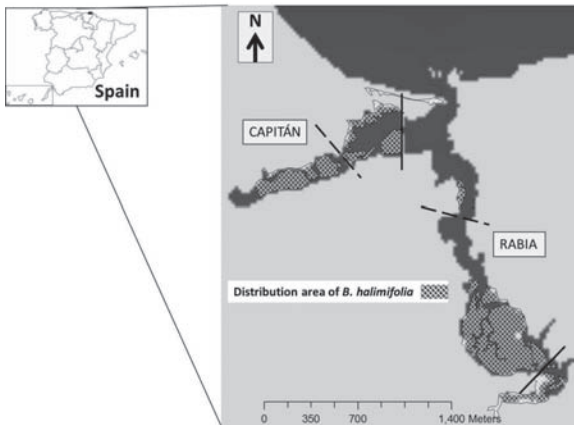 Spain
N
CAPITÁN
RABIA
Distribution area of B. halimifolia
0 350 700 1,400 Meters